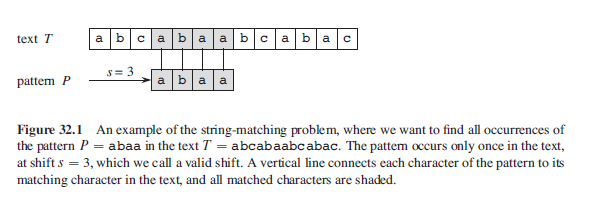 text T a b c a b a a b c a b a c
s = 3
pattern P a b a a
Figure 32.1 An example of the string-matching problem, where we want to find all occurrences of
the pattern P = abaa in the text T = abcabaabcabac. The pattern occurs only once in the text,
at shift s = 3, which we call a valid shift. A vertical line connects each character of the pattern to its
matching character in the text, and all matched characters are shaded.